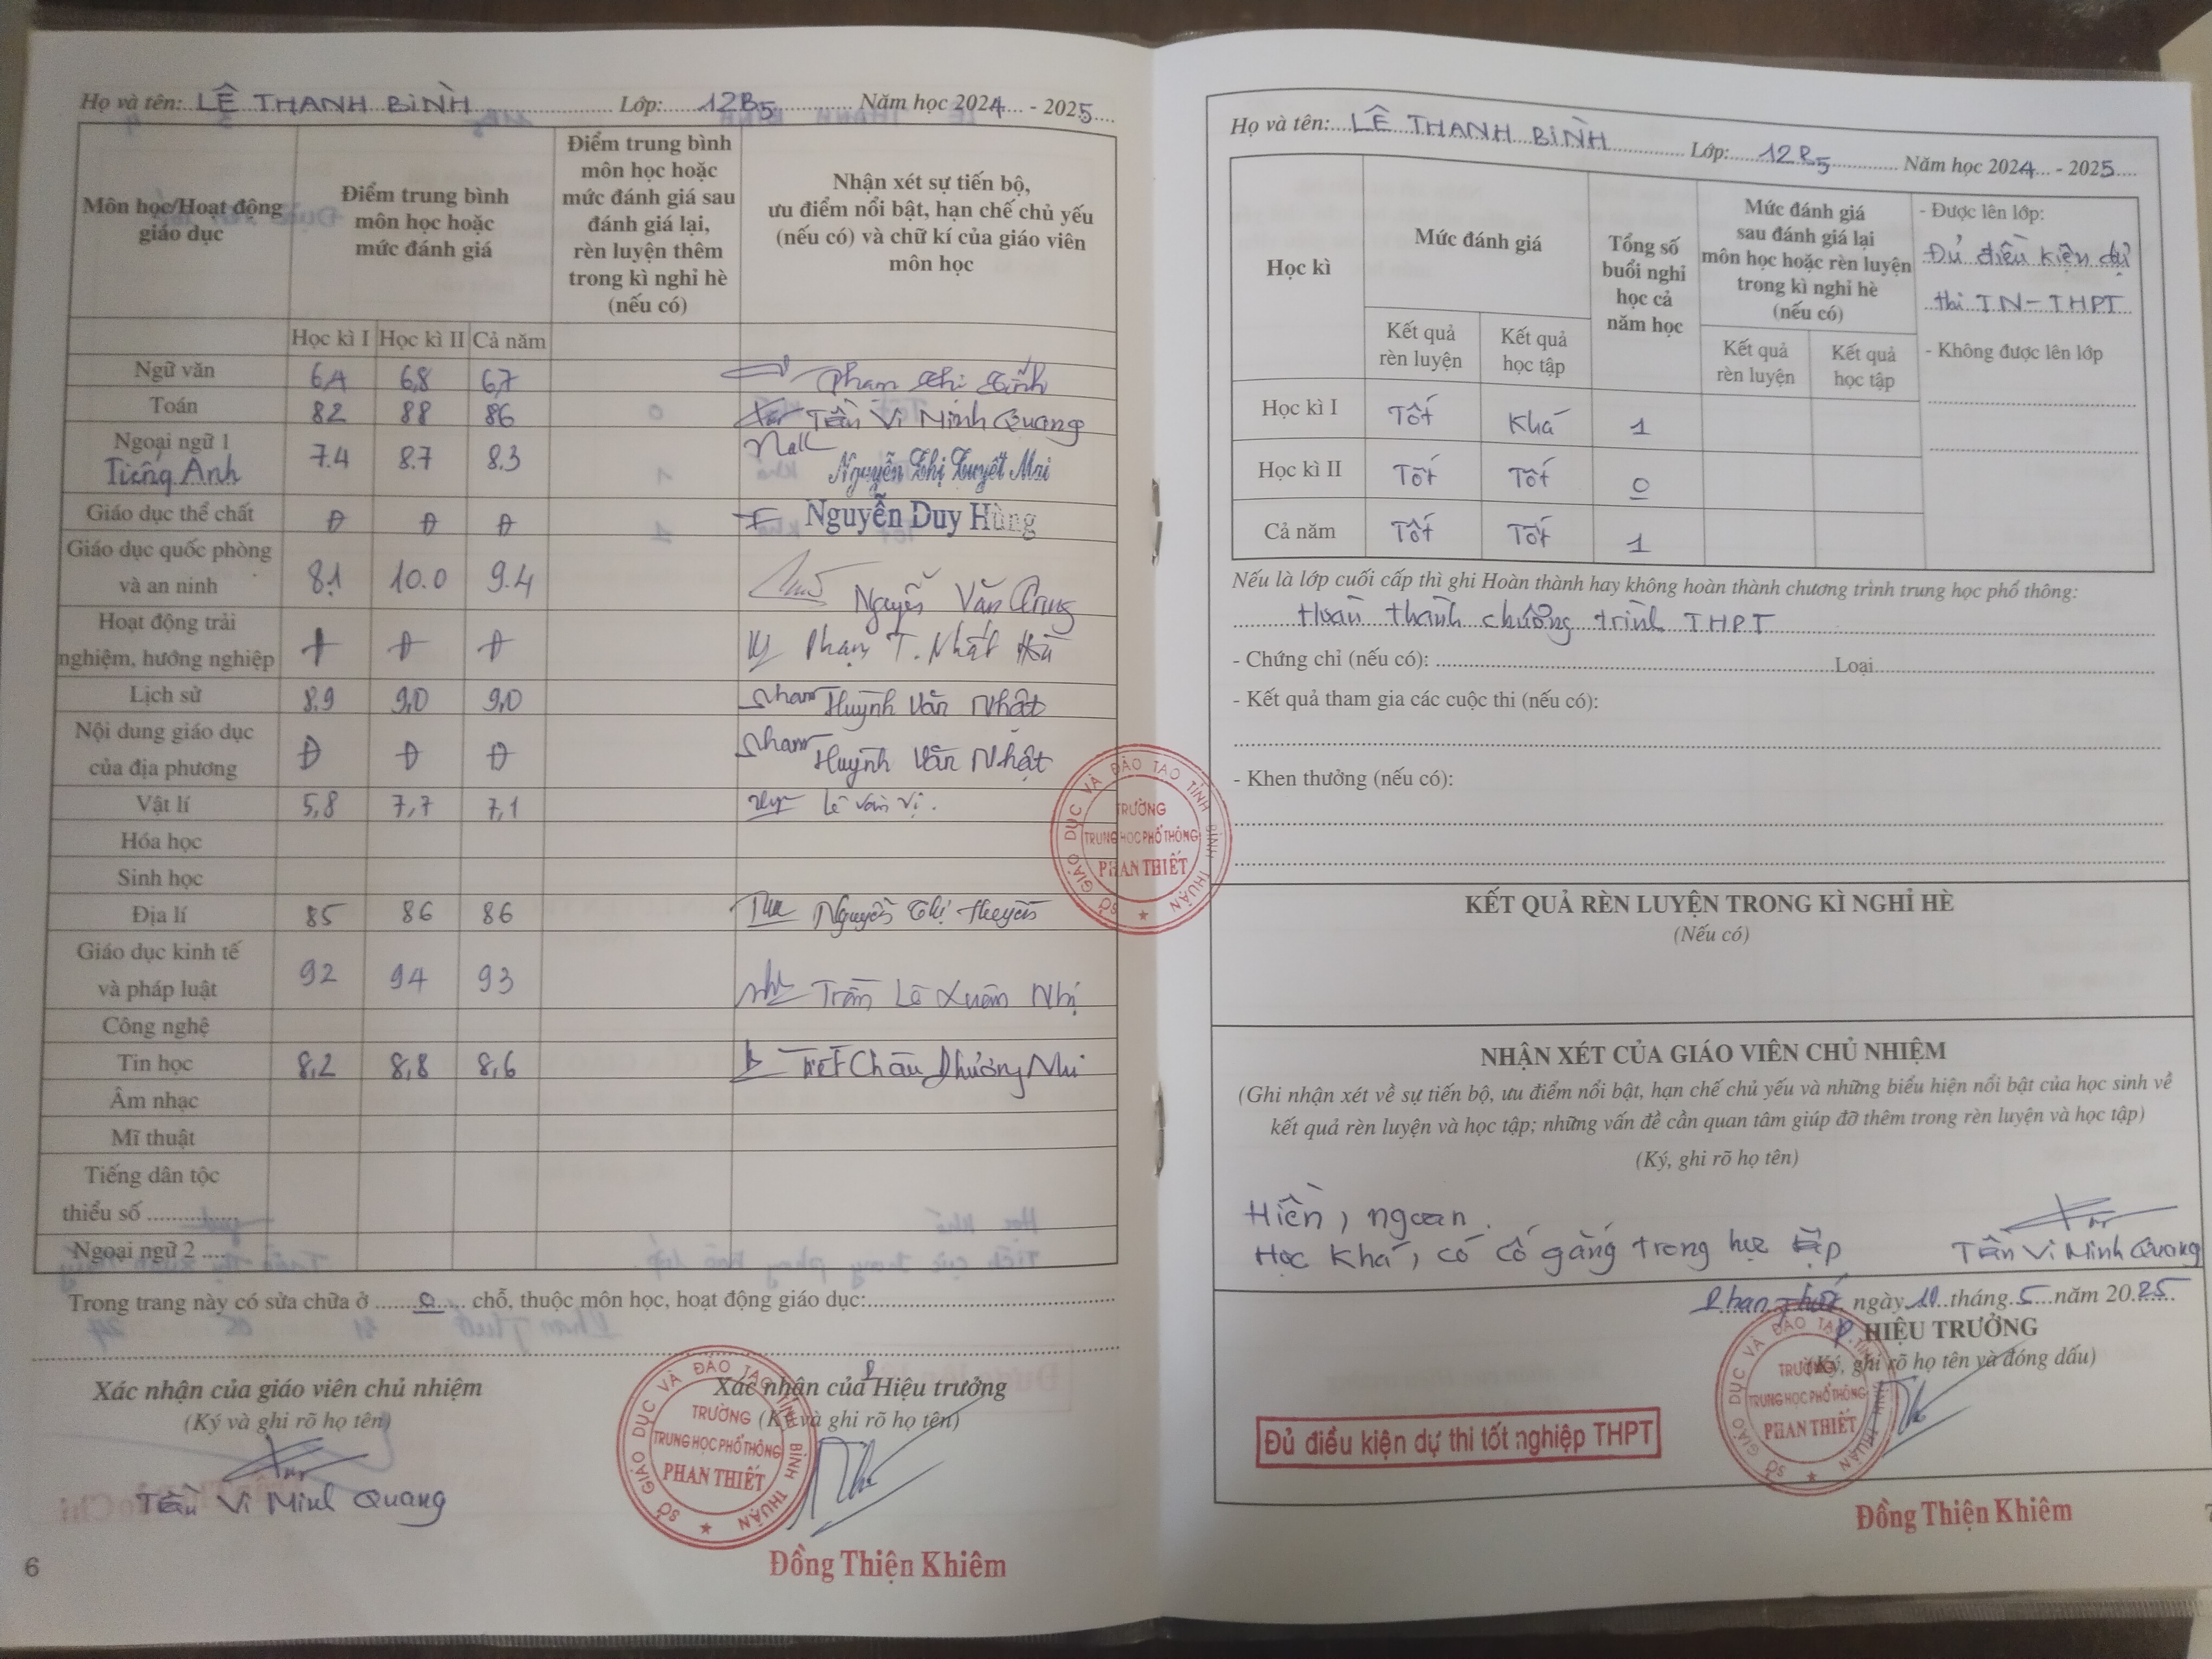 Họ và tên: LÊ THANH BÌNH Lớp: 12B5 Năm học 2024 - 2025
Môn học/Hoạt động giáo dục
Điểm trung bình môn học hoặc mức đánh giá
Điểm trung bình môn học hoặc mức đánh giá sau đánh giá lại, rèn luyện thêm trong kì nghỉ hè (nếu có)
Nhận xét sự tiến bộ, ưu điểm nổi bật, hạn chế chủ yếu (nếu có) và chữ kí của giáo viên môn học
Học kì I Học kì II Cả năm
Ngữ văn 6,4 6,8 6,7
Toán 82 88 86 Trần Vi Minh Quang
Ngoại ngữ 1
Tiếng Anh 7.4 8.7 8.3 Nguyễn Thị Tuyết Mai
Giáo dục thể chất Đ Đ Đ Nguyễn Duy Hùng
Giáo dục quốc phòng
và an ninh 8.1 10.0 9.4 Nguyễn Văn
Hoạt động trải
nghiệm, hướng nghiệp Đ Đ Đ Phạm T. Nhất
Lịch sử 8.9 9,0 9,0 Huỳnh Văn Nhật
Nội dung giáo dục
của địa phương Đ Đ Đ Huỳnh Văn Nhật
Vật lí 5,8 7,7 7,1 Lê Văn Vị.
Hóa học
Sinh học
Địa lí 85 86 86 Nguyễn Thị
Giáo dục kinh tế
và pháp luật 92 94 93 Trần Lê Xuân Nhị
Công nghệ
Tin học 8,2 8,8 8,6 Châu Phương Nhi
Âm nhạc
Mĩ thuật
Tiếng dân tộc
thiểu số
Ngoại ngữ 2
Trong trang này có sửa chữa ở 0 chỗ, thuộc môn học, hoạt động giáo dục:
Xác nhận của giáo viên chủ nhiệm
(Ký và ghi rõ họ tên)
Trần Vi Minh Quang
Xác nhận của Hiệu trưởng
(Ký và ghi rõ họ tên)
SỞ GIÁO DỤC VÀ ĐÀO TẠO TỈNH BÌNH THUẬN
TRƯỜNG
TRUNG HỌC PHỔ THÔNG
PHAN THIẾT
Đồng Thiện Khiêm
6
SỞ GIÁO DỤC VÀ ĐÀO TẠO TỈNH BÌNH THUẬN
TRƯỜNG
TRUNG HỌC PHỔ THÔNG
PHAN THIẾT
Họ và tên: LÊ THANH BÌNH Lớp: 12B5 Năm học 2024 - 2025
Học kì
Mức đánh giá
Tổng số buổi nghỉ học cả năm học
Mức đánh giá sau đánh giá lại môn học hoặc rèn luyện trong kì nghỉ hè (nếu có)
- Được lên lớp:
Đủ điều kiện dự
thi TN-THPT
- Không được lên lớp
Kết quả rèn luyện Kết quả học tập Kết quả rèn luyện Kết quả học tập
Học kì I Tốt Khá 1
Học kì II Tốt Tốt 0
Cả năm Tốt Tốt 1
Nếu là lớp cuối cấp thì ghi Hoàn thành hay không hoàn thành chương trình trung học phổ thông:
Hoàn thành chương trình THPT
- Chứng chỉ (nếu có): Loại
- Kết quả tham gia các cuộc thi (nếu có):
- Khen thưởng (nếu có):
KẾT QUẢ RÈN LUYỆN TRONG KÌ NGHỈ HÈ
(Nếu có)
NHẬN XÉT CỦA GIÁO VIÊN CHỦ NHIỆM
(Ghi nhận xét về sự tiến bộ, ưu điểm nổi bật, hạn chế chủ yếu và những biểu hiện nổi bật của học sinh về
kết quả rèn luyện và học tập; những vấn đề cần quan tâm giúp đỡ thêm trong rèn luyện và học tập)
(Ký, ghi rõ họ tên)
Hiền, ngoan.
Học Khá, có cố gắng trong học tập
Trần Vi Minh Quang
Phan Thiết, ngày 10 tháng 5 năm 2025
HIỆU TRƯỞNG
(Ký, ghi rõ họ tên và đóng dấu)
SỞ GIÁO DỤC VÀ ĐÀO TẠO TỈNH BÌNH THUẬN
TRƯỜNG
TRUNG HỌC PHỔ THÔNG
PHAN THIẾT
Đủ điều kiện dự thi tốt nghiệp THPT
Đồng Thiện Khiêm